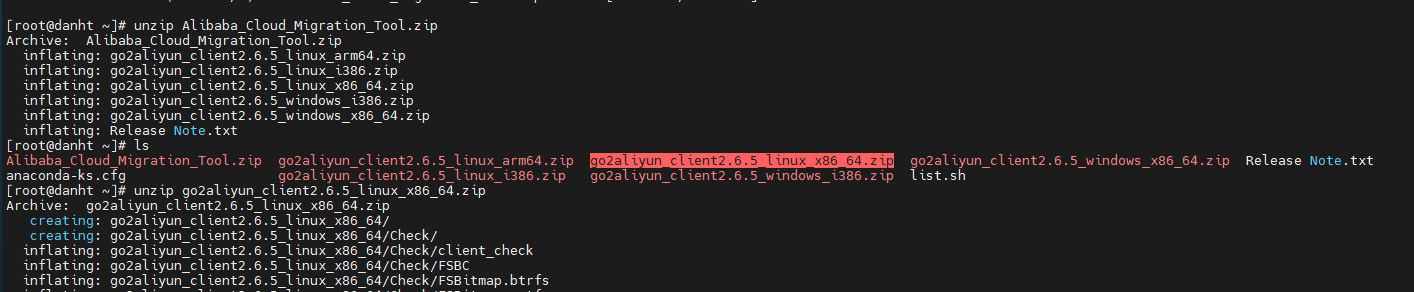 [root@danht ~]# unzip Alibaba_Cloud_Migration_Tool.zip
Archive:  Alibaba_Cloud_Migration_Tool.zip
  inflating: go2aliyun_client2.6.5_linux_arm64.zip
  inflating: go2aliyun_client2.6.5_linux_i386.zip
  inflating: go2aliyun_client2.6.5_linux_x86_64.zip
  inflating: go2aliyun_client2.6.5_windows_i386.zip
  inflating: go2aliyun_client2.6.5_windows_x86_64.zip
  inflating: Release Note.txt
[root@danht ~]# ls
Alibaba_Cloud_Migration_Tool.zip  go2aliyun_client2.6.5_linux_arm64.zip  go2aliyun_client2.6.5_linux_x86_64.zip  go2aliyun_client2.6.5_windows_x86_64.zip  Release Note.txt
anaconda-ks.cfg                   go2aliyun_client2.6.5_linux_i386.zip   go2aliyun_client2.6.5_windows_i386.zip  list.sh
[root@danht ~]# unzip go2aliyun_client2.6.5_linux_x86_64.zip
Archive:  go2aliyun_client2.6.5_linux_x86_64.zip
   creating: go2aliyun_client2.6.5_linux_x86_64/
   creating: go2aliyun_client2.6.5_linux_x86_64/Check/
  inflating: go2aliyun_client2.6.5_linux_x86_64/Check/client_check
  inflating: go2aliyun_client2.6.5_linux_x86_64/Check/FSBC
  inflating: go2aliyun_client2.6.5_linux_x86_64/Check/FSBitmap.btrfs